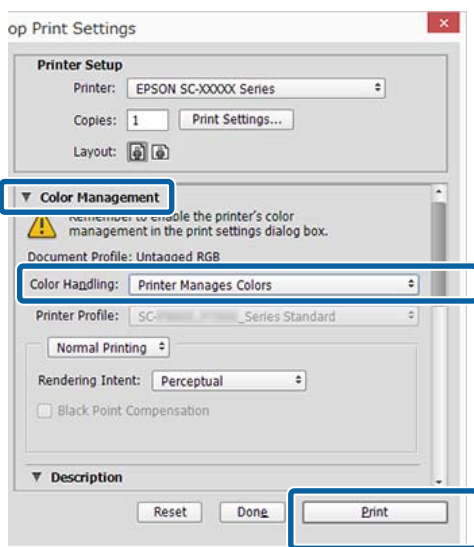 op Print Settings
Printer Setup
Printer: EPSON SC-XXXXX Series
Copies: 1 Print Settings...
Layout:
Color Management
Remember to enable the printer's color
management in the print settings dialog box.
Document Profile: Untagged RGB
Color Handling: Printer Manages Colors
Printer Profile: SC- _Series Standard
Normal Printing
Rendering Intent: Perceptual
Black Point Compensation
Description
Reset Done Print